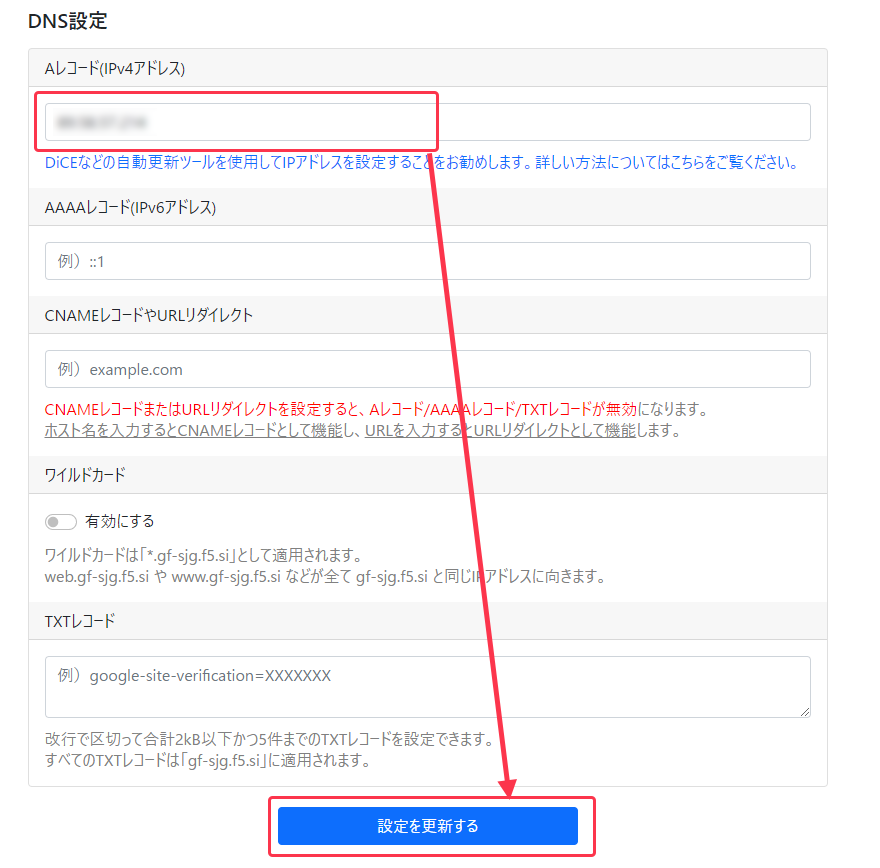 DNS設定
Aレコード(IPv4アドレス)
DiCEなどの自動更新ツールを使用してIPアドレスを設定することをお勧めします。詳しい方法についてはこちらをご覧ください。
AAAAレコード(IPv6アドレス)
例）::1
CNAMEレコードやURLリダイレクト
例）example.com
CNAMEレコードまたはURLリダイレクトを設定すると、Aレコード/AAAAレコード/TXTレコードが無効になります。
ホスト名を入力するとCNAMEレコードとして機能し、URLを入力するとURLリダイレクトとして機能します。
ワイルドカード
有効にする
ワイルドカードは「*.gf-sjg.f5.si」として適用されます。
web.gf-sjg.f5.si や www.gf-sjg.f5.si などが全て gf-sjg.f5.si と同じIPアドレスに向きます。
TXTレコード
例）google-site-verification=XXXXXXX
改行で区切って合計2kB以下かつ5件までのTXTレコードを設定できます。
すべてのTXTレコードは「gf-sjg.f5.si」に適用されます。
設定を更新する